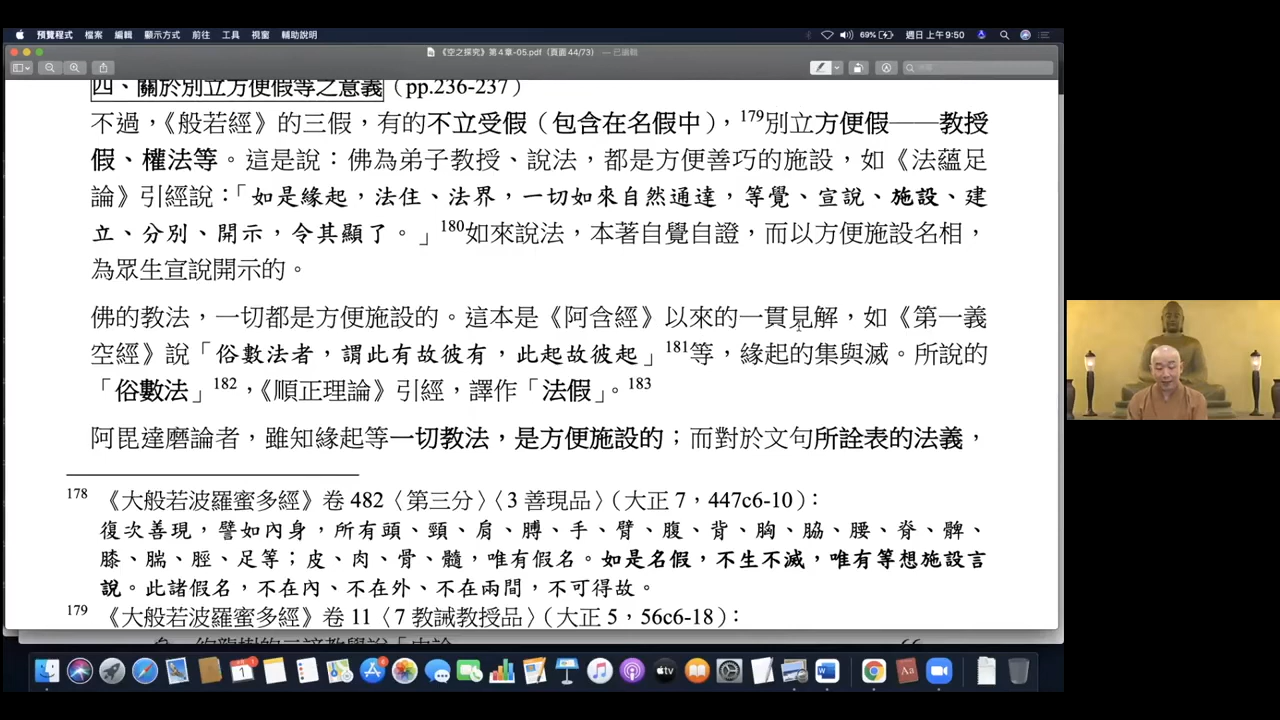 預覽程式 檔案 編輯 顯示方式 前往 工具 視窗 輔助說明 69% 週日 上午 9:50
《空之探究》第4章-05.pdf(頁面 44/73) — 已編輯
四、關於別立方便假等之意義(pp.236-237)
不過,《般若經》的三假,有的不立受假(包含在名假中),179別立方便假──教授
假、權法等。這是說:佛為弟子教授、說法,都是方便善巧的施設,如《法蘊足
論》引經說:「如是緣起,法住、法界,一切如來自然通達,等覺、宣說、施設、建
立、分別、開示,令其顯了。」180如來說法,本著自覺自證,而以方便施設名相,
為眾生宣說開示的。
佛的教法,一切都是方便施設的。這本是《阿含經》以來的一貫見解,如《第一義
空經》說「俗數法者,謂此有故彼有,此起故彼起」181等,緣起的集與滅。所說的
「俗數法」182,《順正理論》引經,譯作「法假」。183
阿毘達磨論者,雖知緣起等一切教法,是方便施設的;而對於文句所詮表的法義,
178 《大般若波羅蜜多經》卷 482〈第三分〉〈3 善現品〉(大正 7,447c6-10):
復次善現,譬如內身,所有頭、頸、肩、膊、手、臂、腹、背、胸、脇、腰、脊、髀、
膝、腨、脛、足等;皮、肉、骨、髓,唯有假名。如是名假,不生不滅,唯有等想施設言
說。此諸假名,不在內、不在外、不在兩間,不可得故。
179 《大般若波羅蜜多經》卷 11〈7 教誡教授品〉(大正 5,56c6-18):